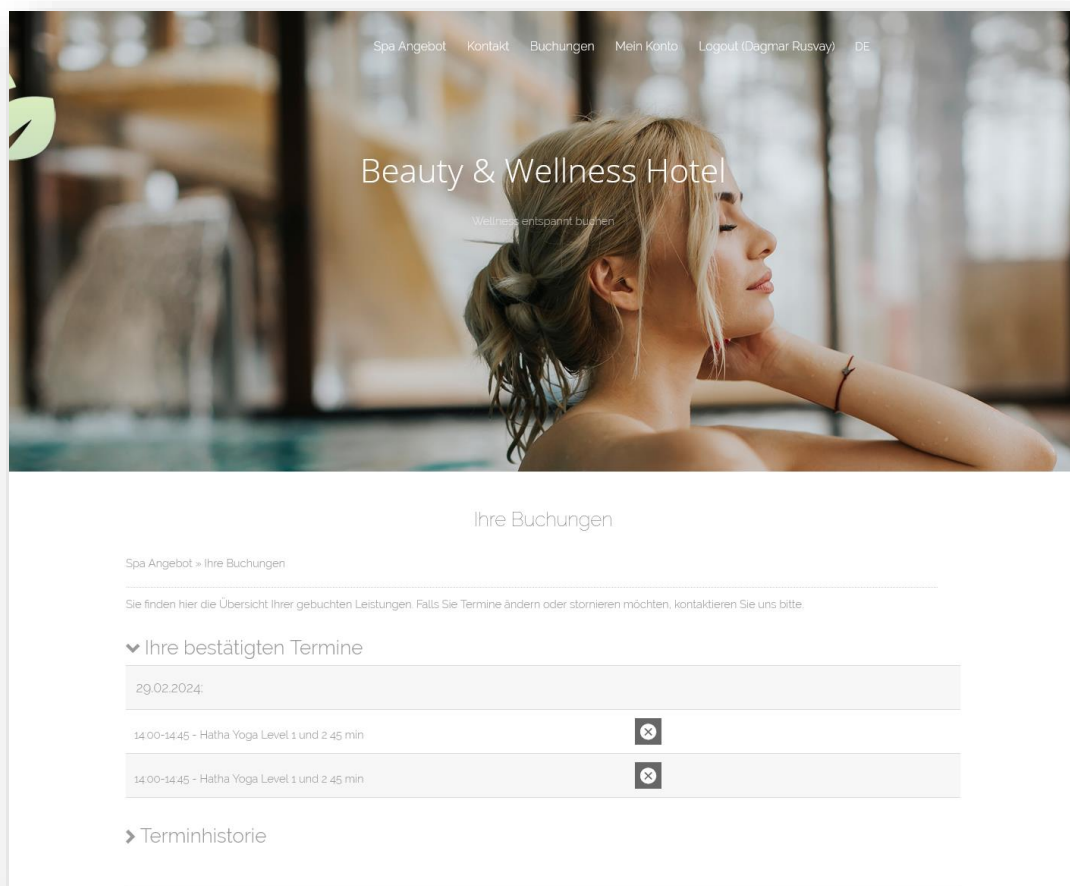 Spa Angebot Kontakt Buchungen Mein Konto Logout (Dagmar Rusvay) DE
Beauty & Wellness Hotel
Wellness entspannt buchen
Ihre Buchungen
Spa Angebot » Ihre Buchungen
Sie finden hier die Übersicht Ihrer gebuchten Leistungen. Falls Sie Termine ändern oder stornieren möchten, kontaktieren Sie uns bitte.
Ihre bestätigten Termine
29.02.2024:
14:00-14:45 - Hatha Yoga Level 1 und 2 45 min
14:00-14:45 - Hatha Yoga Level 1 und 2 45 min
Terminhistorie